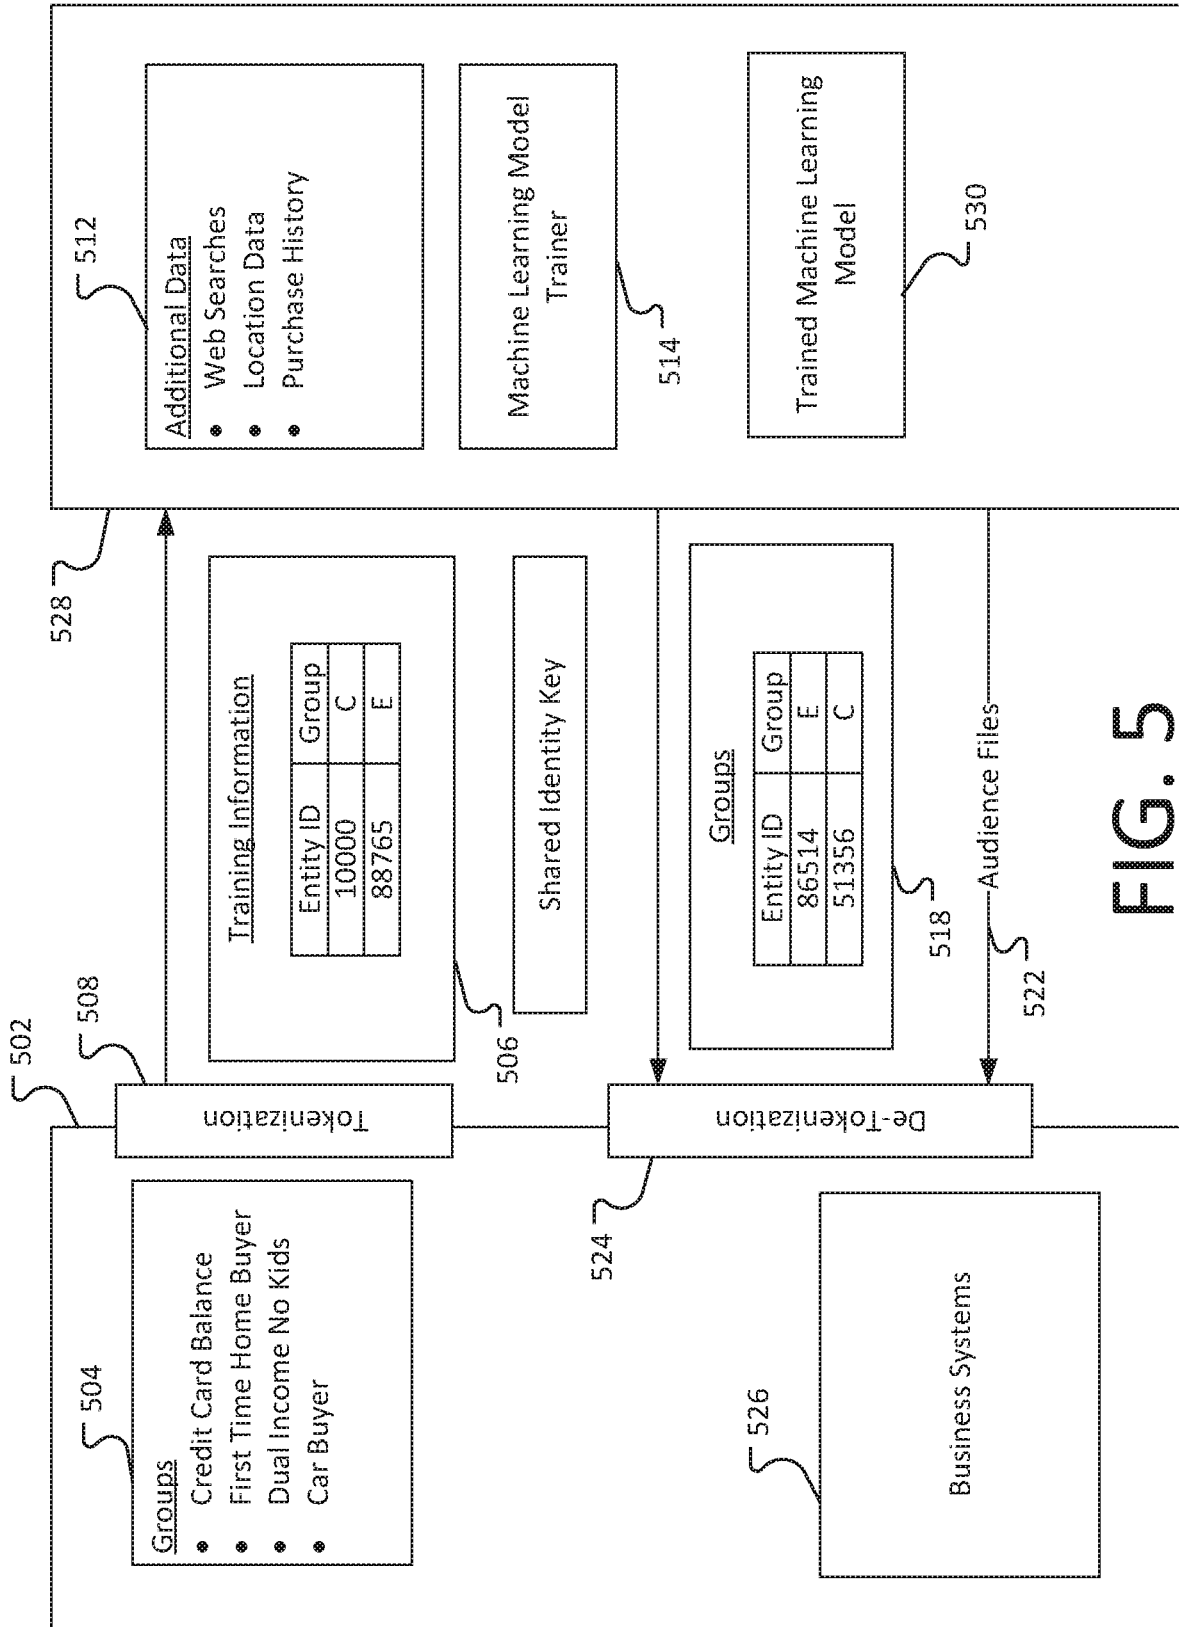 502
504
Groups
• Credit Card Balance
• First Time Home Buyer
• Dual Income No Kids
• Car Buyer
508
Tokenization
Training Information
Entity ID Group
10000 C
88765 E
506
Shared Identity Key
528
512
Additional Data
• Web Searches
• Location Data
• Purchase History
Machine Learning Model
Trainer
514
526
Business Systems
524
De-Tokenization
Groups
Entity ID Group
86514 E
51356 C
518
Audience Files
522
Trained Machine Learning
Model
530
FIG. 5